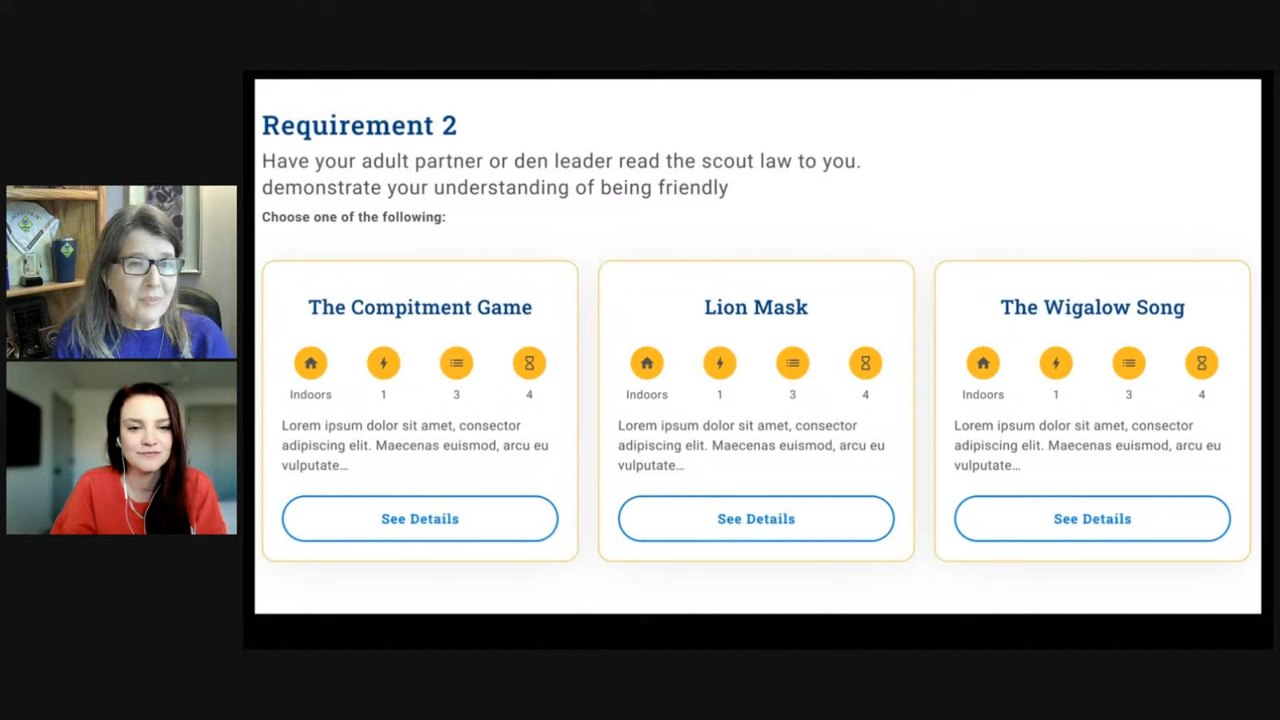 Requirement 2
Have your adult partner or den leader read the scout law to you.
demonstrate your understanding of being friendly
Choose one of the following:
The Compitment Game
Indoors 1 3 4
Lorem ipsum dolor sit amet, consector
adipiscing elit. Maecenas euismod, arcu eu
vulputate...
See Details
Lion Mask
Indoors 1 3 4
Lorem ipsum dolor sit amet, consector
adipiscing elit. Maecenas euismod, arcu eu
vulputate...
See Details
The Wigalow Song
Indoors 1 3 4
Lorem ipsum dolor sit amet, consector
adipiscing elit. Maecenas euismod, arcu eu
vulputate...
See Details